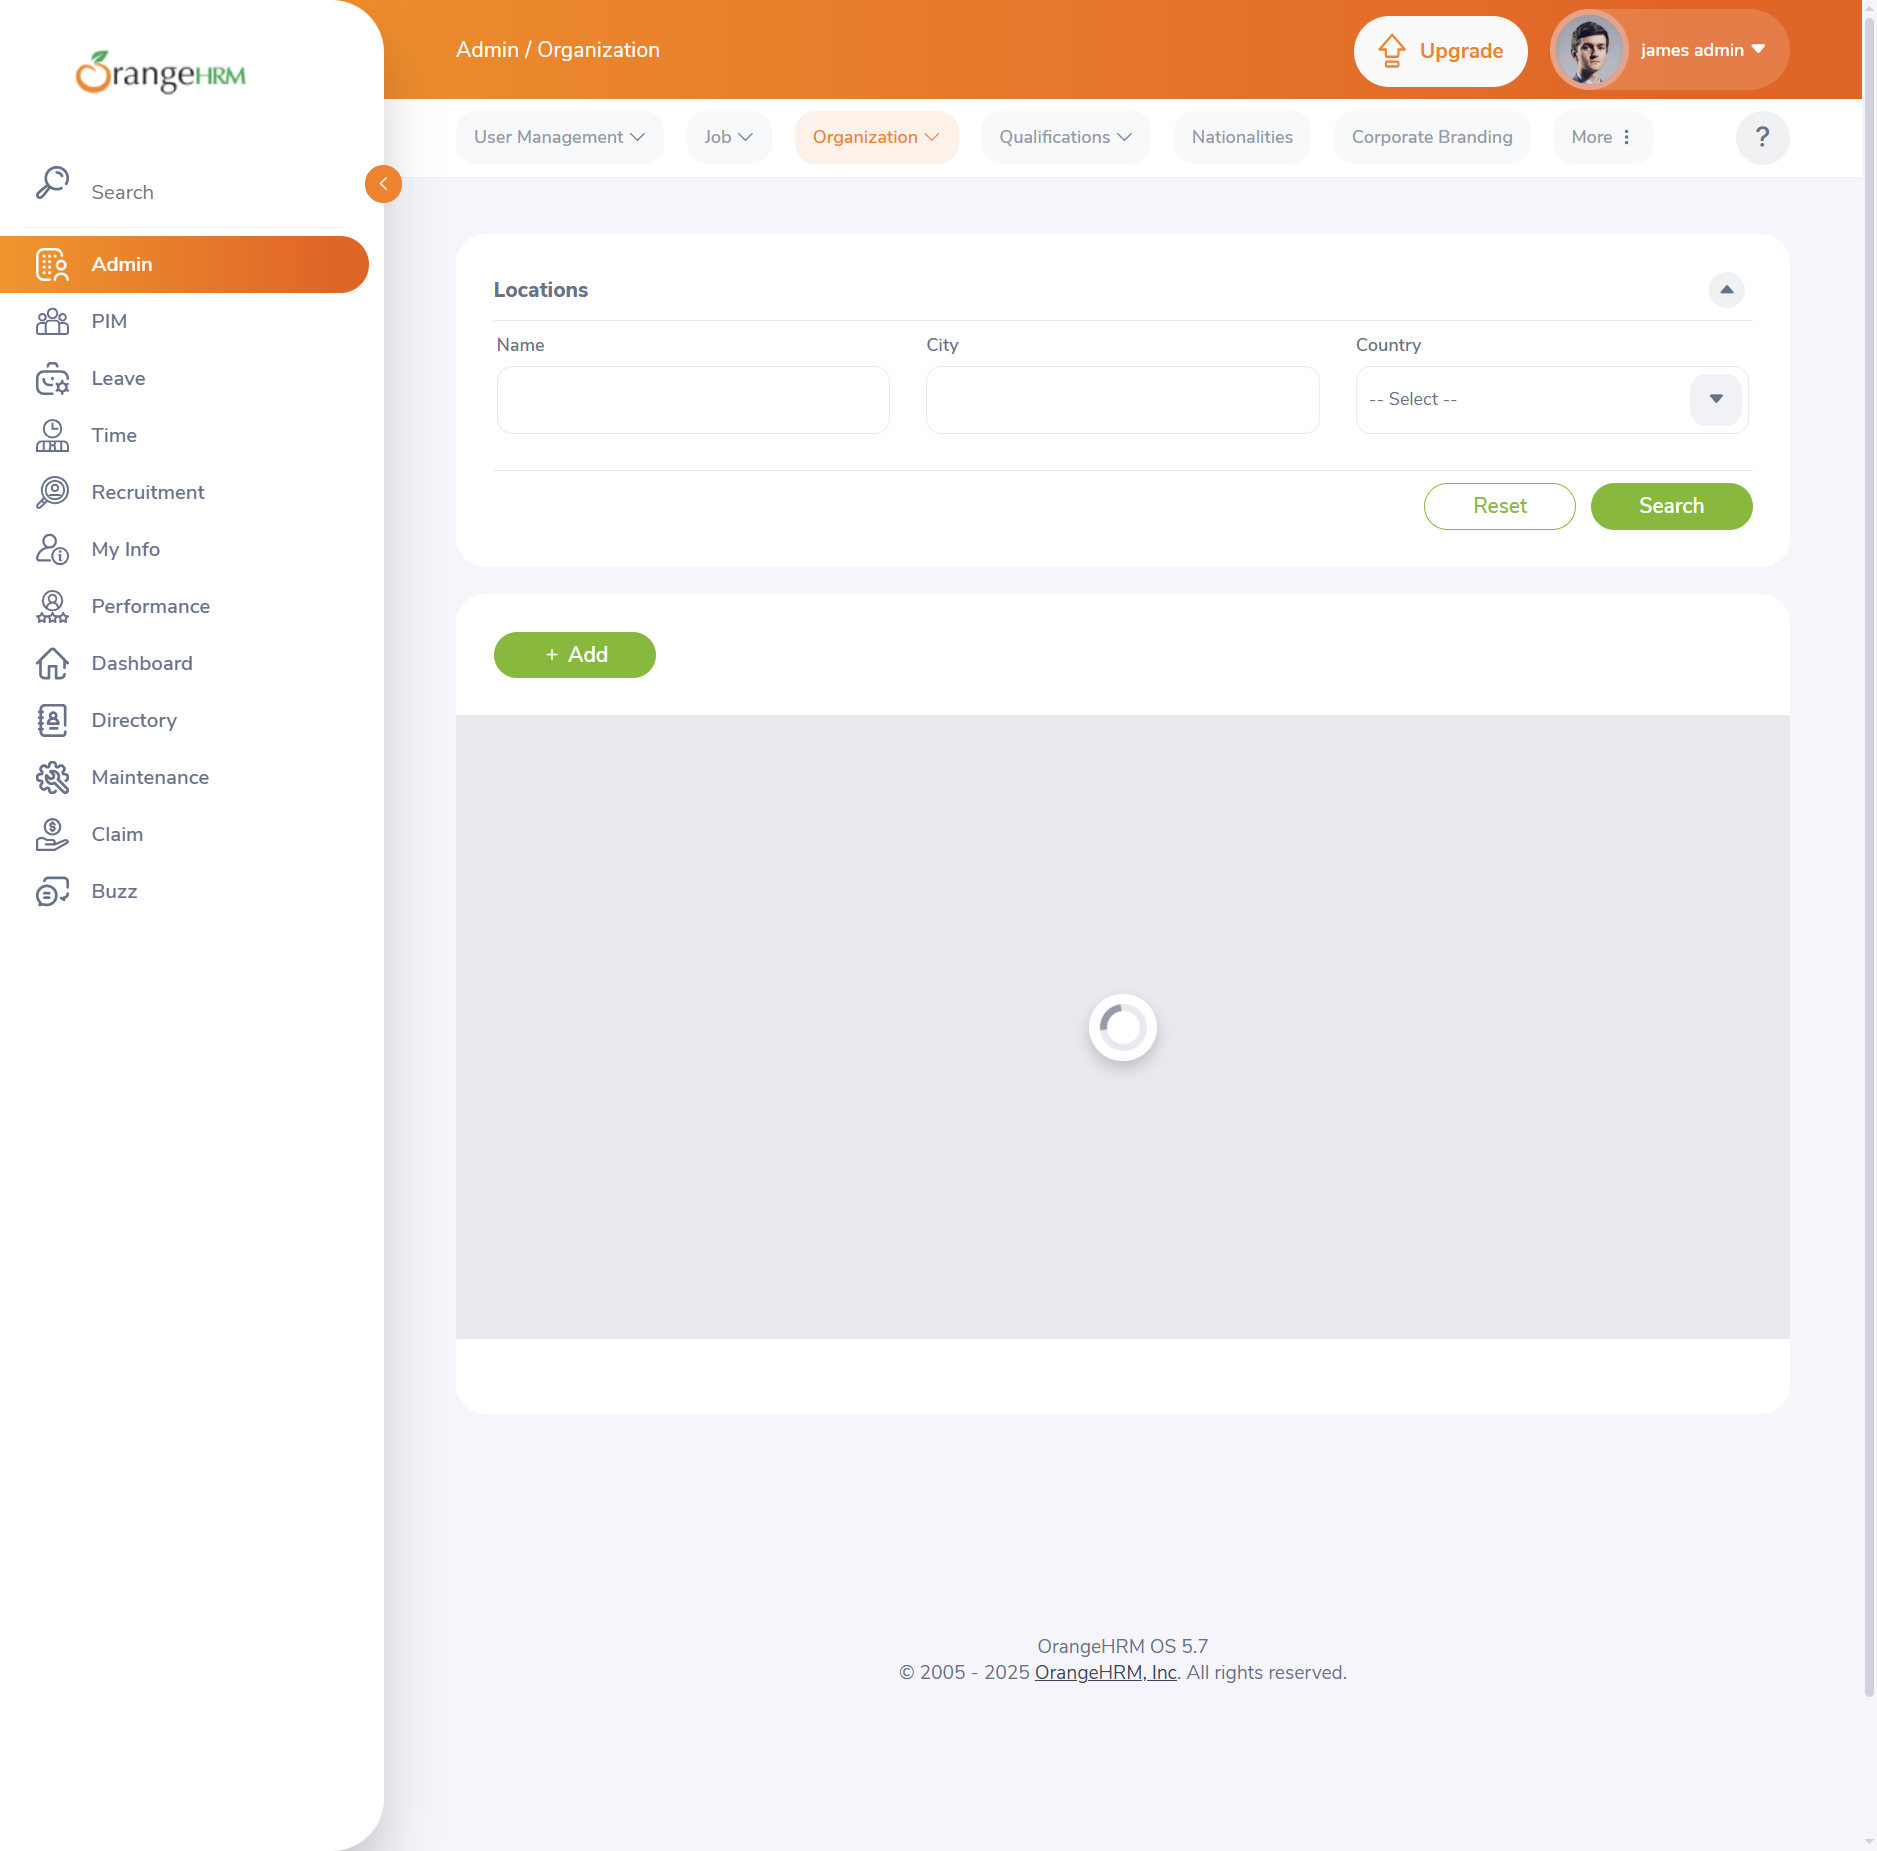 OrangeHRM
Admin / Organization
Upgrade
james admin
User Management
Job
Organization
Qualifications
Nationalities
Corporate Branding
More
?
Search
Admin
PIM
Leave
Time
Recruitment
My Info
Performance
Dashboard
Directory
Maintenance
Claim
Buzz
Locations
Name
City
Country
-- Select --
Reset
Search
+ Add
OrangeHRM OS 5.7
© 2005 - 2025 OrangeHRM, Inc. All rights reserved.